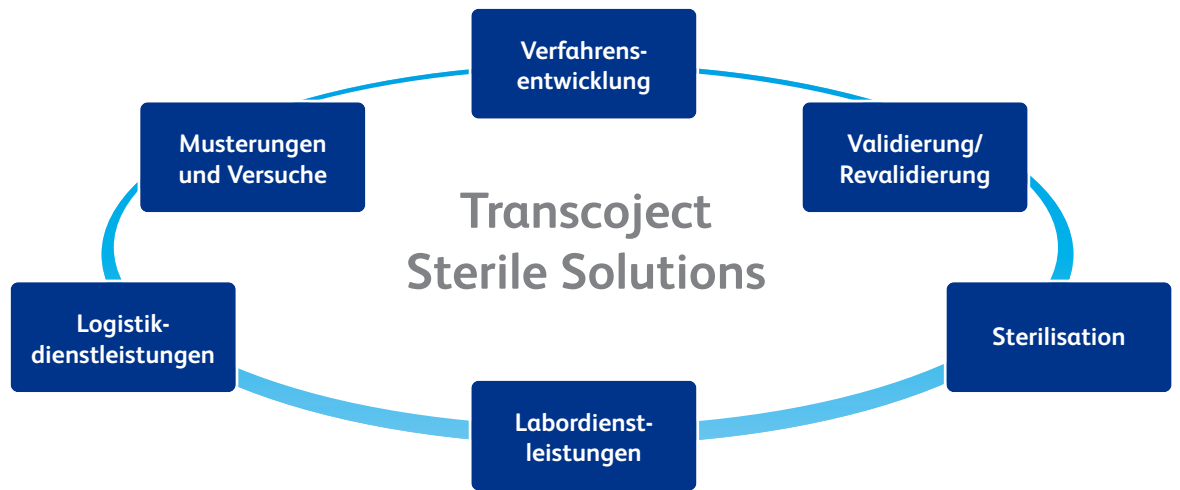 Verfahrens-
entwicklung
Musterungen
und Versuche
Validierung/
Revalidierung
Transcoject
Sterile Solutions
Logistik-
dienstleistungen
Sterilisation
Labordienst-
leistungen